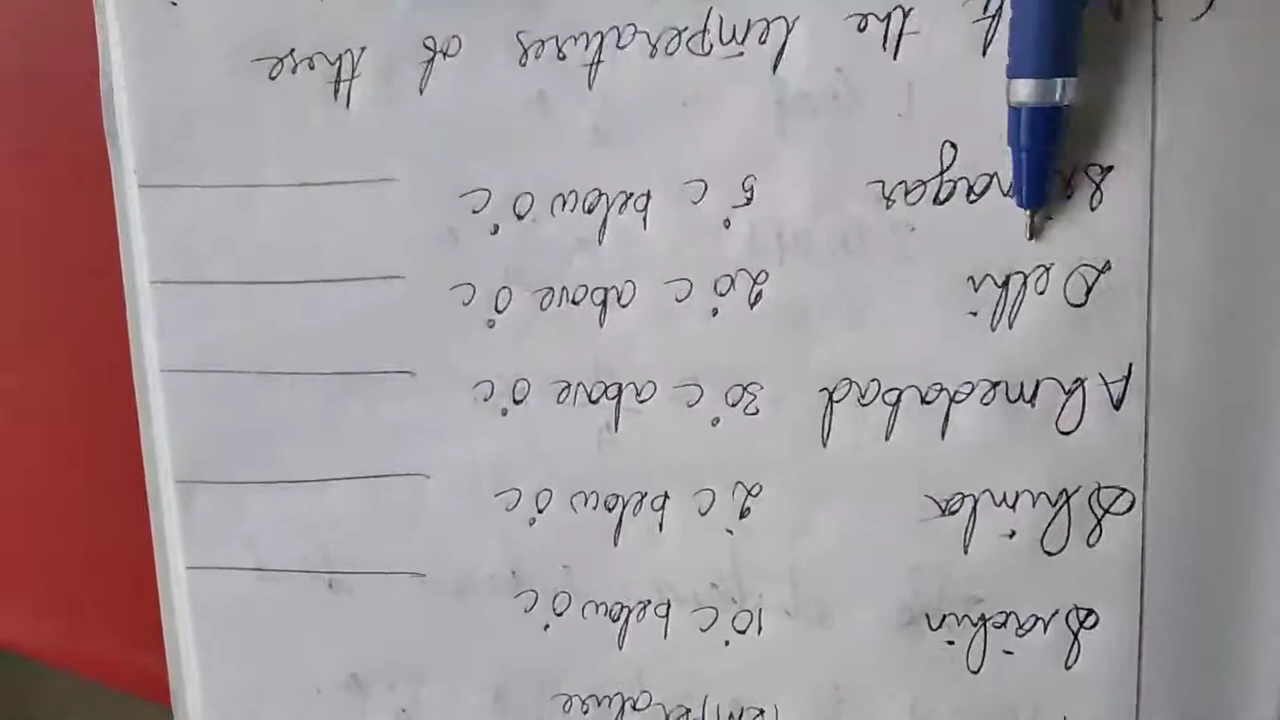 Temperature
Siachin 10°C below 0°C
Shimla 2°C below 0°C
Ahmedabad 30°C above 0°C
Delhi 20°C above 0°C
Srinagar 5°C below 0°C
the temperatures of these